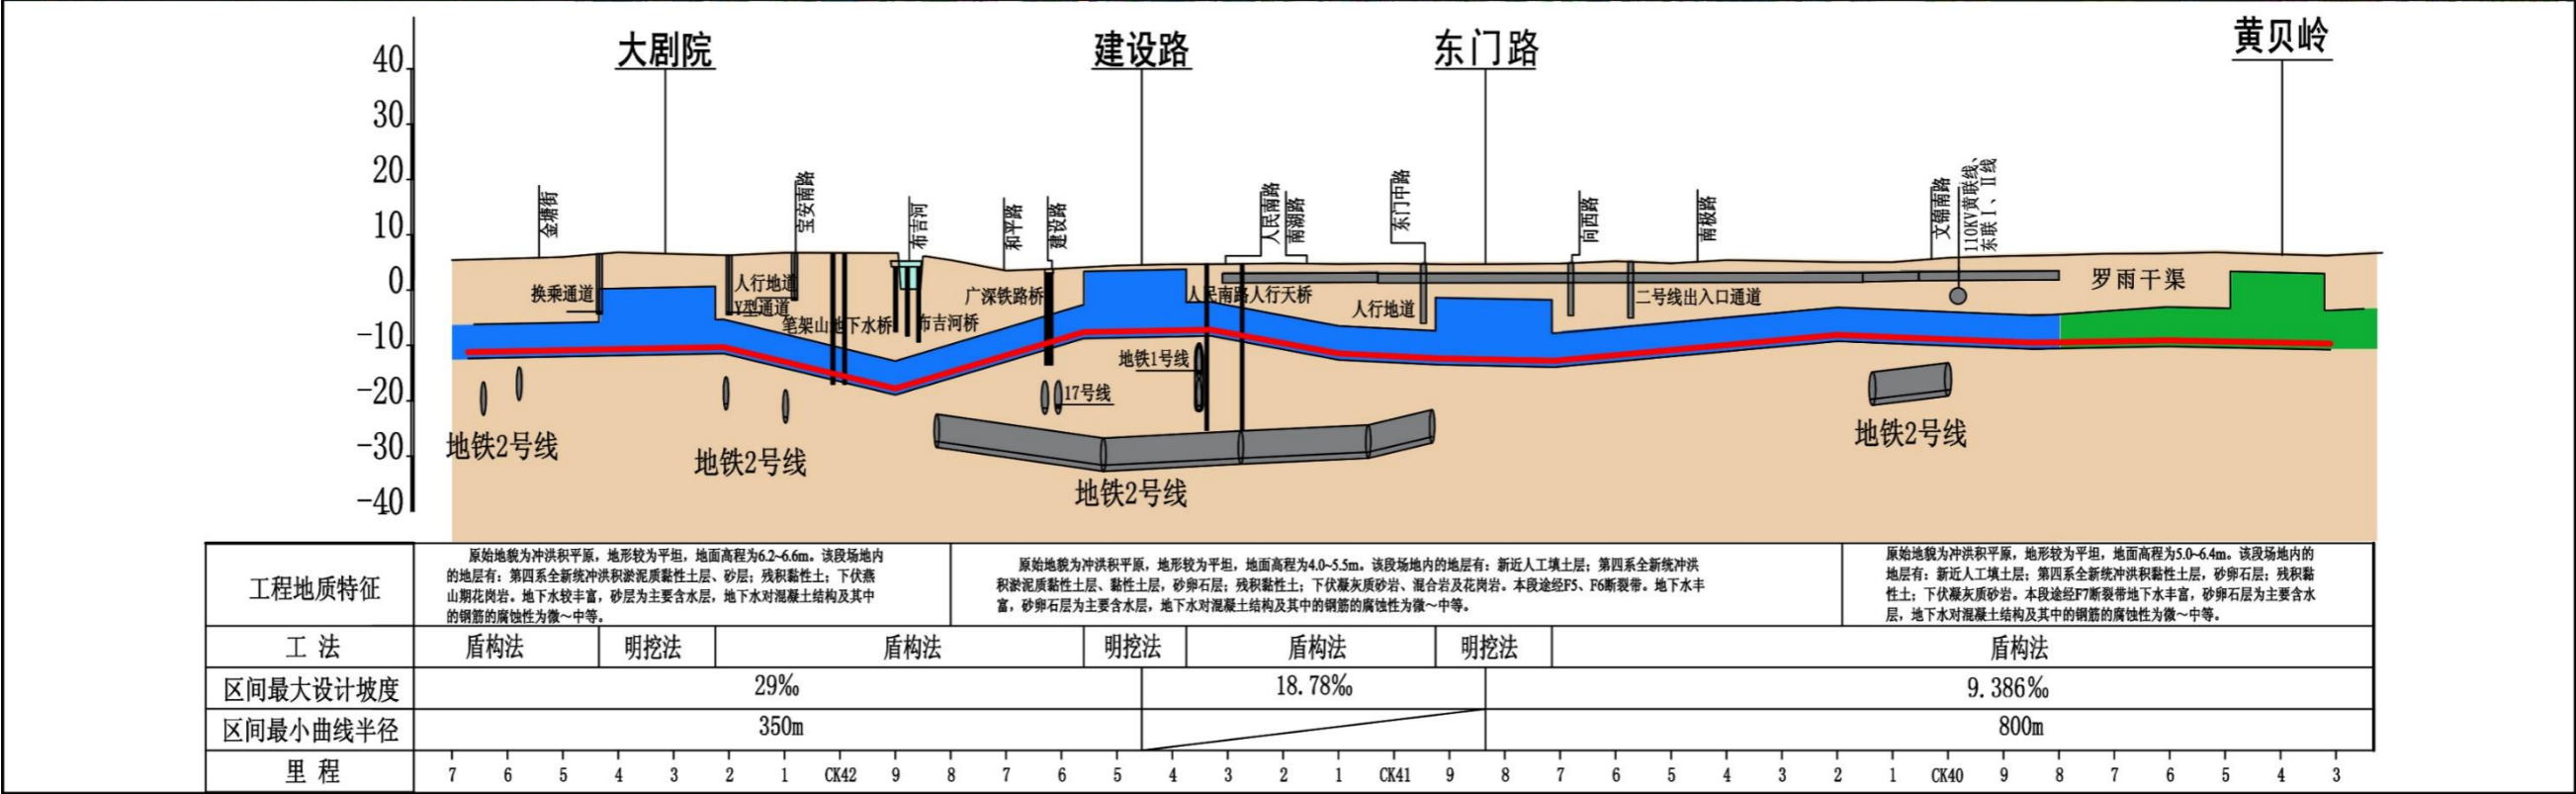 大剧院
建设路
东门路
黄贝岭
40
30
20
10
0
-10
-20
-30
-40
金塘街
宝安南路
布吉河
和平路
建设路
人民南路
南湖路
东门中路
向西路
南极路
文锦南路
110KV黄联线、
东联Ⅰ、Ⅱ线
换乘通道
人行地道
Y型通道
笔架山地下水桥
布吉河桥
广深铁路桥
人民南路人行天桥
人行地道
二号线出入口通道
罗雨干渠
地铁1号线
17号线
地铁2号线
地铁2号线
地铁2号线
地铁2号线
工程地质特征
原始地貌为冲洪积平原，地形较为平坦，地面高程为6.2~6.6m。该段场地内
的地层有：第四系全新统冲洪积淤泥质黏性土层、砂层；残积黏性土；下伏燕
山期花岗岩。地下水较丰富，砂层为主要含水层，地下水对混凝土结构及其中
的钢筋的腐蚀性为微～中等。
原始地貌为冲洪积平原，地形较为平坦，地面高程为4.0~5.5m。该段场地内的地层有：新近人工填土层；第四系全新统冲洪
积淤泥质黏性土层、黏性土层，砂卵石层；残积黏性土；下伏凝灰质砂岩、混合岩及花岗岩。本段途经F5、F6断裂带。地下水丰
富，砂卵石层为主要含水层，地下水对混凝土结构及其中的钢筋的腐蚀性为微～中等。
原始地貌为冲洪积平原，地形较为平坦，地面高程为5.0~6.4m。该段场地内的
地层有：新近人工填土层；第四系全新统冲洪积黏性土层，砂卵石层；残积黏
性土；下伏凝灰质砂岩。本段途经F7断裂带地下水丰富，砂卵石层为主要含水
层，地下水对混凝土结构及其中的钢筋的腐蚀性为微～中等。
工 法 盾构法 明挖法 盾构法 明挖法 盾构法 明挖法 盾构法
区间最大设计坡度 29‰ 18.78‰ 9.386‰
区间最小曲线半径 350m 800m
里 程 7 6 5 4 3 2 1 CK42 9 8 7 6 5 4 3 2 1 CK41 9 8 7 6 5 4 3 2 1 CK40 9 8 7 6 5 4 3